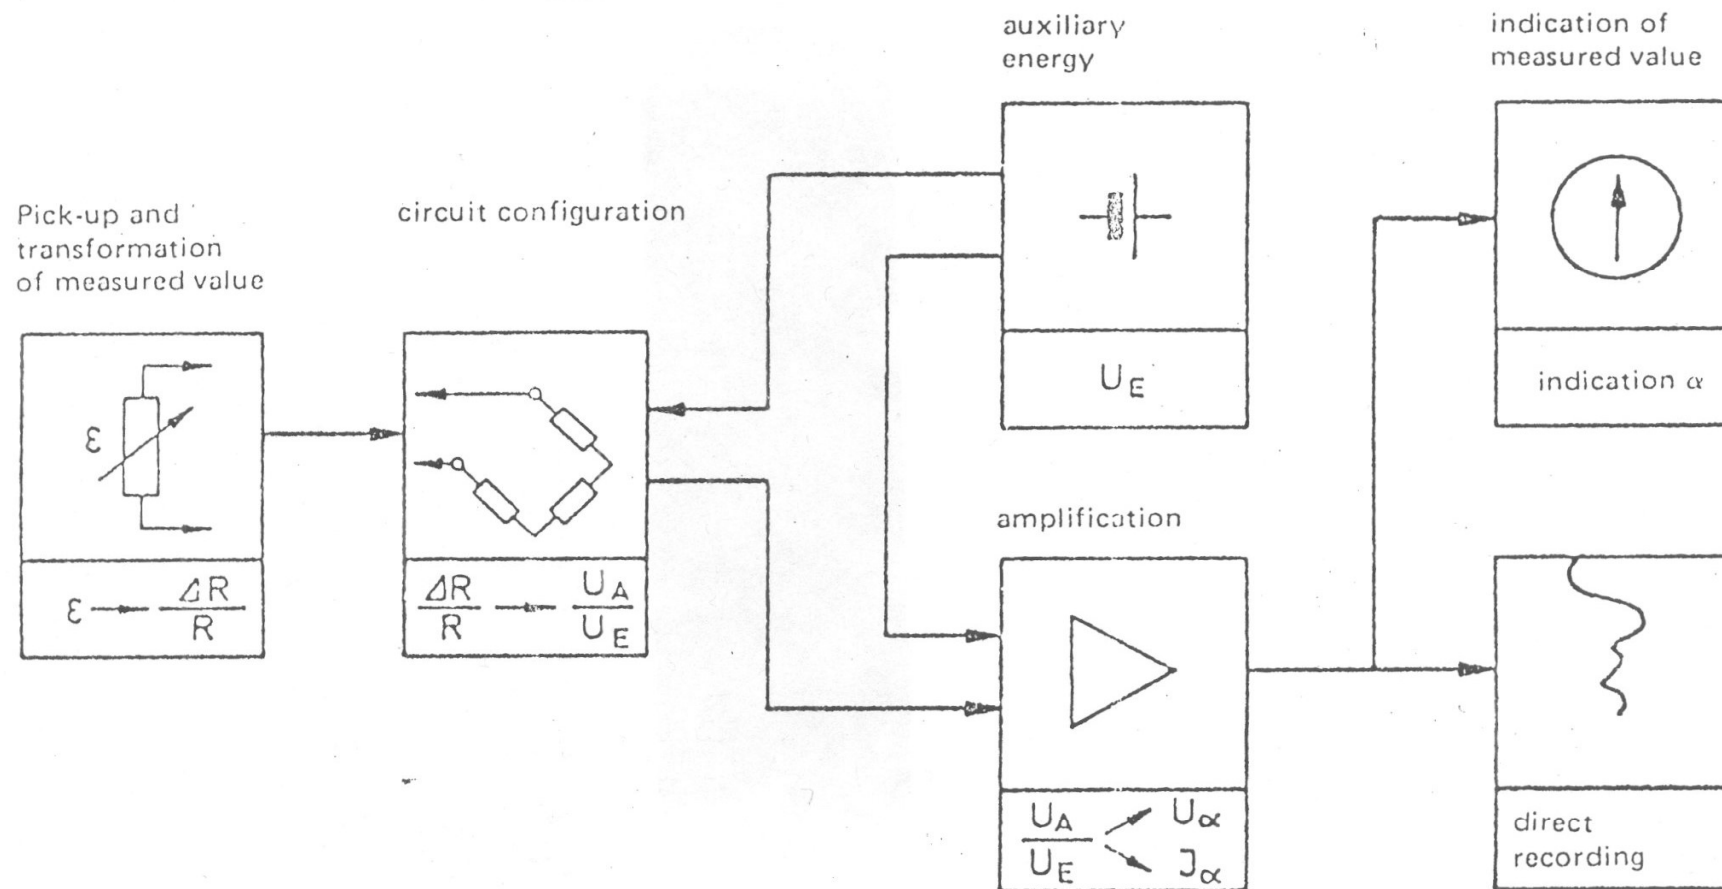 auxiliary
energy
indication of
measured value
Pick-up and
transformation
of measured value
circuit configuration
ε
U_E
indication α
amplification
ε → ΔR/R
ΔR/R → U_A/U_E
U_A/U_E ↗ U_α
↘ J_α
direct
recording